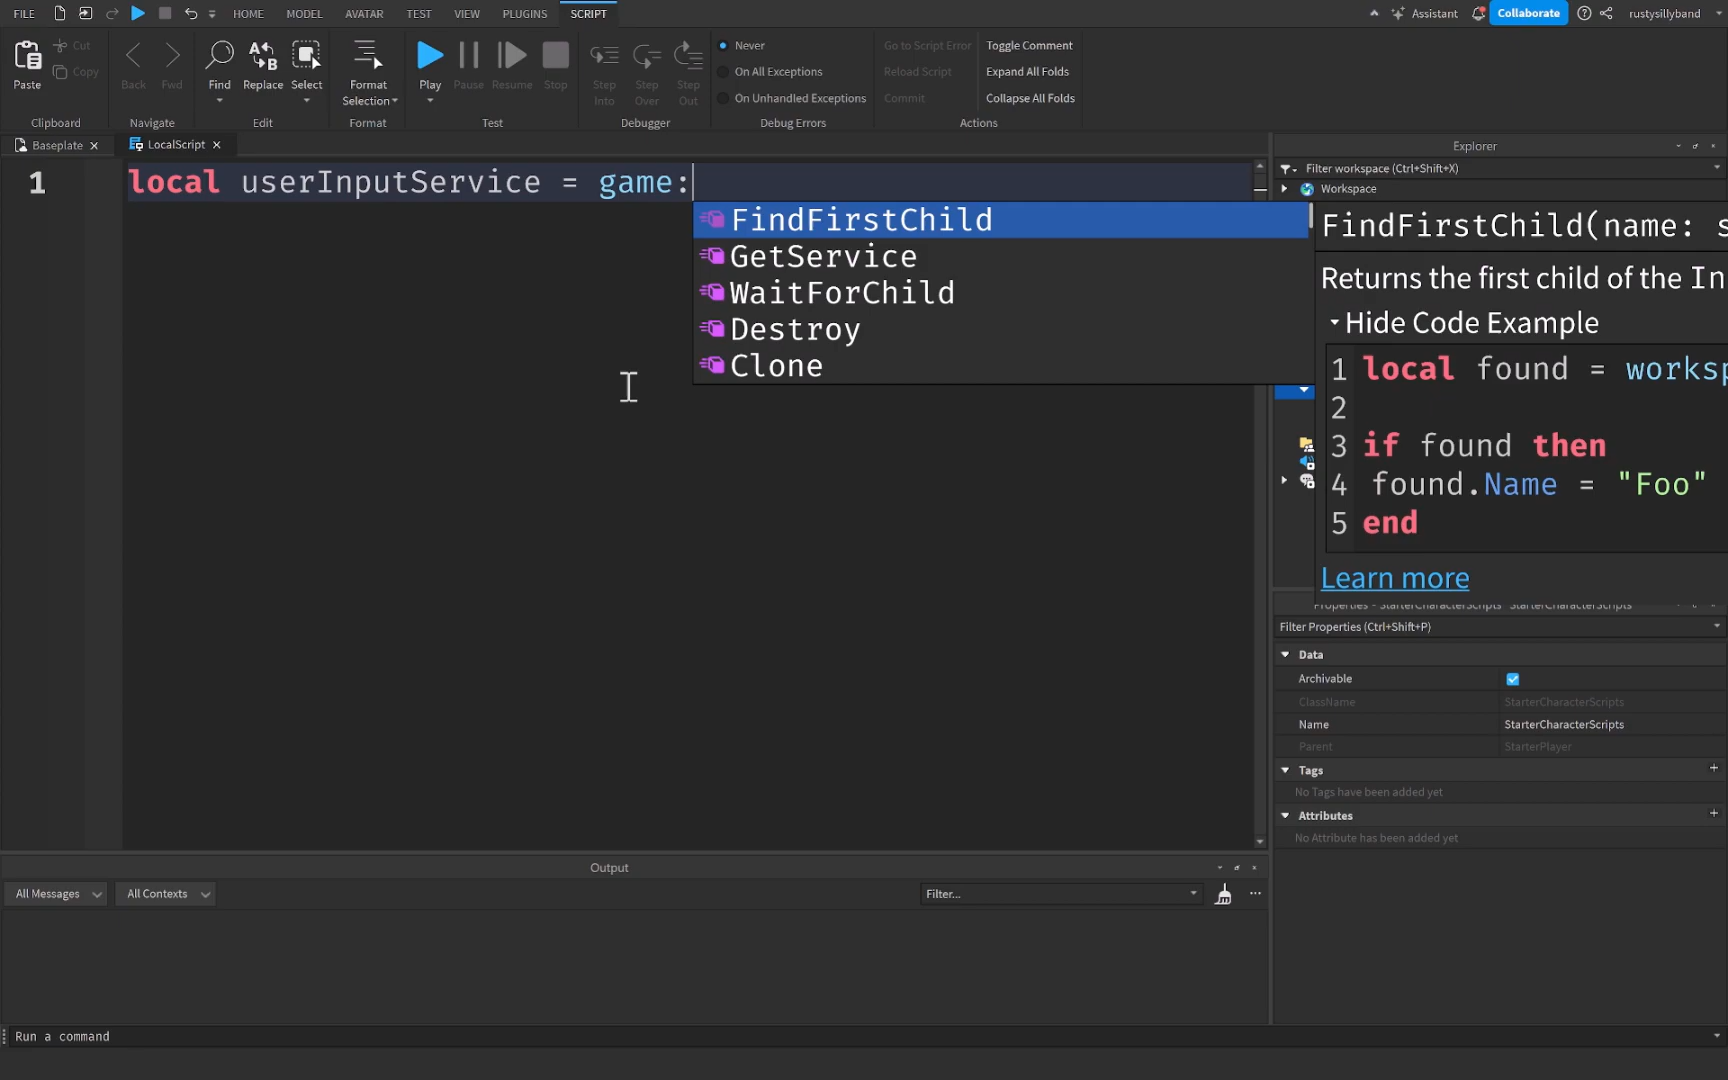 FILE HOME MODEL AVATAR TEST VIEW PLUGINS SCRIPT Assistant Collaborate rustysillyband
Paste Cut Copy
Clipboard
Back Fwd
Navigate
Find Replace Select
Edit
Format
Selection
Format
Play Pause Resume Stop
Test
Step Into
Step Over
Step Out
Debugger
Never
On All Exceptions
On Unhandled Exceptions
Debug Errors
Go to Script Error
Reload Script
Commit
Toggle Comment
Expand All Folds
Collapse All Folds
Actions
Baseplate LocalScript
1 local userInputService = game:
FindFirstChild
GetService
WaitForChild
Destroy
Clone
Explorer
Filter workspace (Ctrl+Shift+X)
Workspace
FindFirstChild(name: s
Returns the first child of the In
Hide Code Example
1 local found = worksp
2
3 if found then
4 found.Name = "Foo"
5 end
Learn more
Properties - StarterCharacterScripts "StarterCharacterScripts"
Filter Properties (Ctrl+Shift+P)
Data
Archivable
ClassName StarterCharacterScripts
Name StarterCharacterScripts
Parent StarterPlayer
Tags
No Tags have been added yet
Attributes
No Attribute has been added yet
Output
All Messages All Contexts Filter...
Run a command